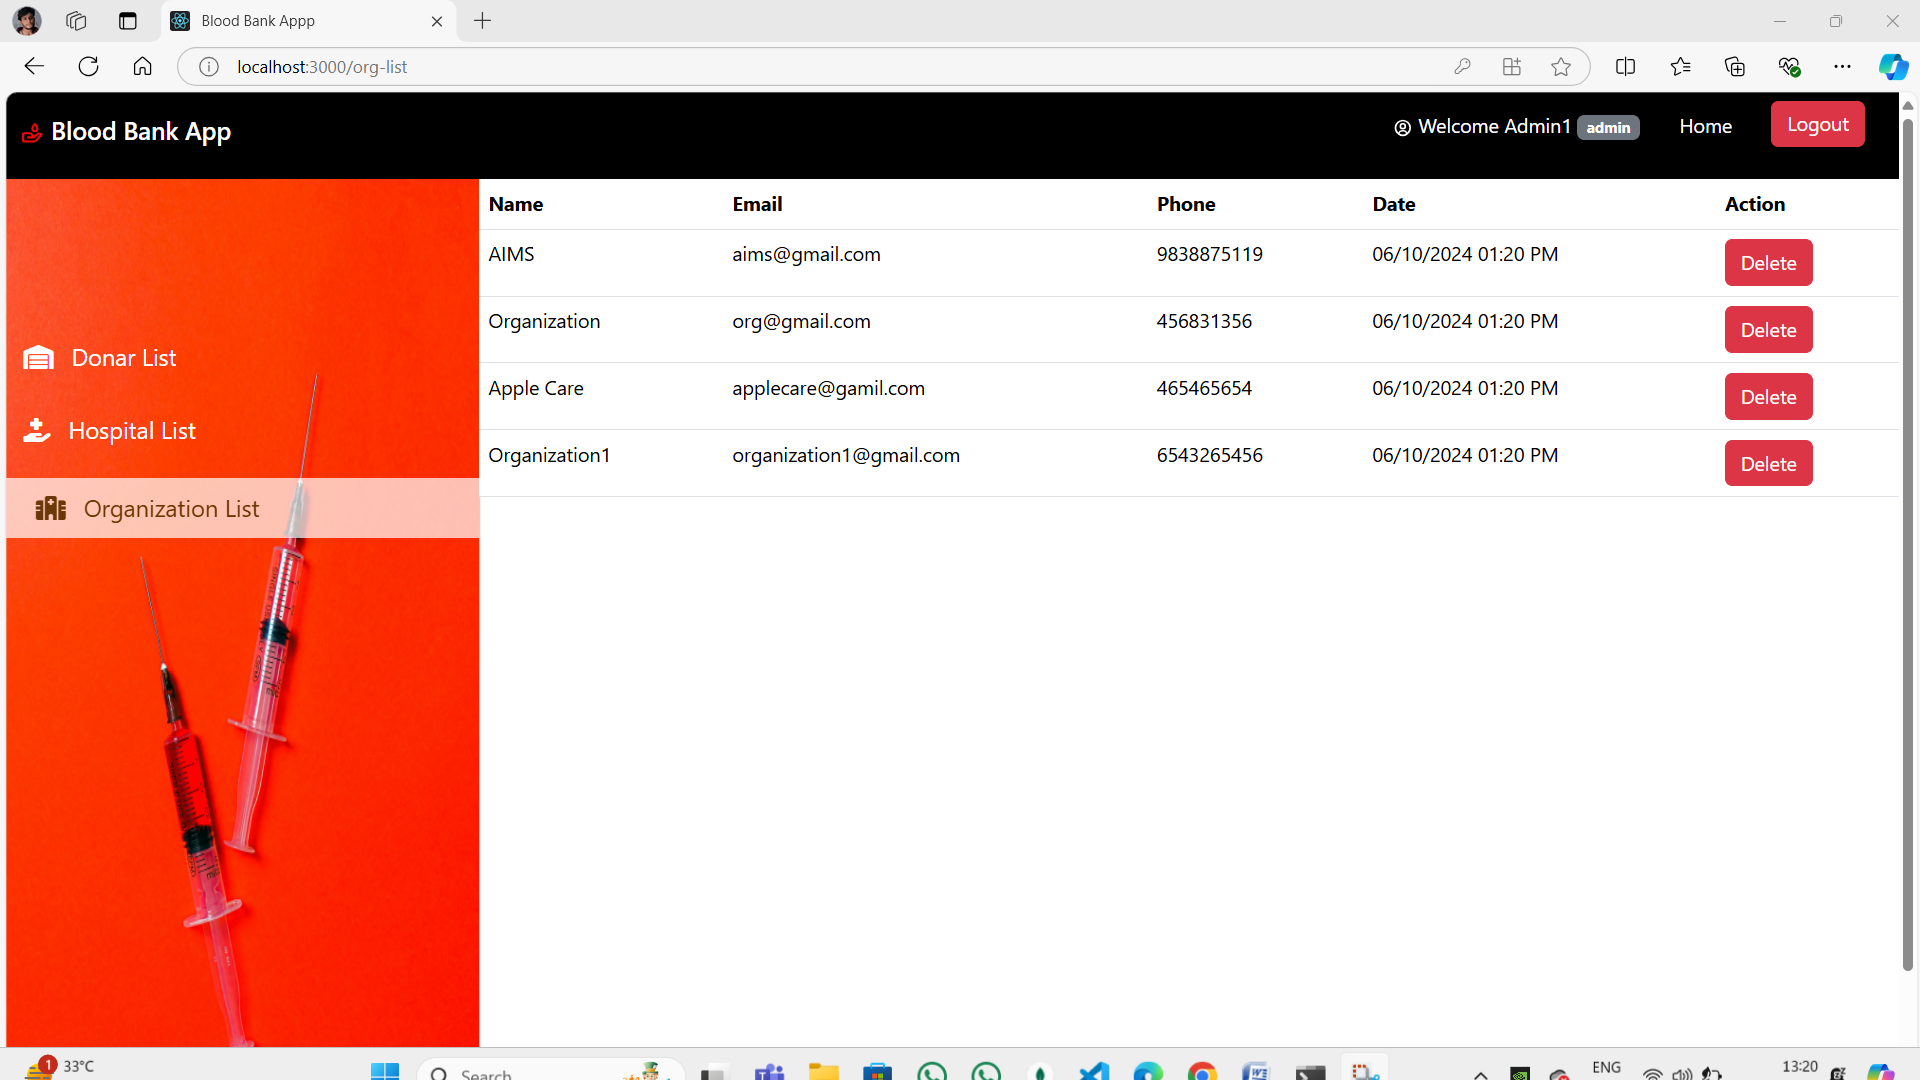 Blood Bank Appp
localhost:3000/org-list
Blood Bank App
Welcome Admin1 admin Home Logout
Donar List
Hospital List
Organization List
Name Email Phone Date Action
AIMS aims@gmail.com 9838875119 06/10/2024 01:20 PM Delete
Organization org@gmail.com 456831356 06/10/2024 01:20 PM Delete
Apple Care applecare@gamil.com 465465654 06/10/2024 01:20 PM Delete
Organization1 organization1@gmail.com 6543265456 06/10/2024 01:20 PM Delete
1 33°C Search ENG 13:20